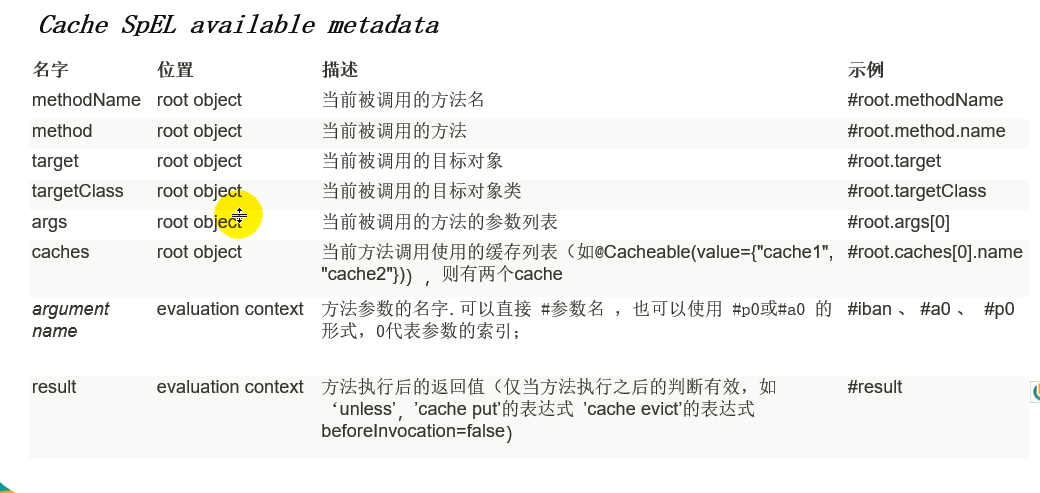 Cache SpEL available metadata
名字 位置 描述 示例
methodName root object 当前被调用的方法名 #root.methodName
method root object 当前被调用的方法 #root.method.name
target root object 当前被调用的目标对象 #root.target
targetClass root object 当前被调用的目标对象类 #root.targetClass
args root object 当前被调用的方法的参数列表 #root.args[0]
caches root object 当前方法调用使用的缓存列表（如@Cacheable(value={"cache1", #root.caches[0].name
"cache2"})），则有两个cache
argument evaluation context 方法参数的名字. 可以直接 #参数名 ，也可以使用 #p0或#a0 的 #iban 、 #a0 、 #p0
name 形式，0代表参数的索引；
result evaluation context 方法执行后的返回值（仅当方法执行之后的判断有效，如 #result
‘unless’，'cache put'的表达式 'cache evict'的表达式
beforeInvocation=false）